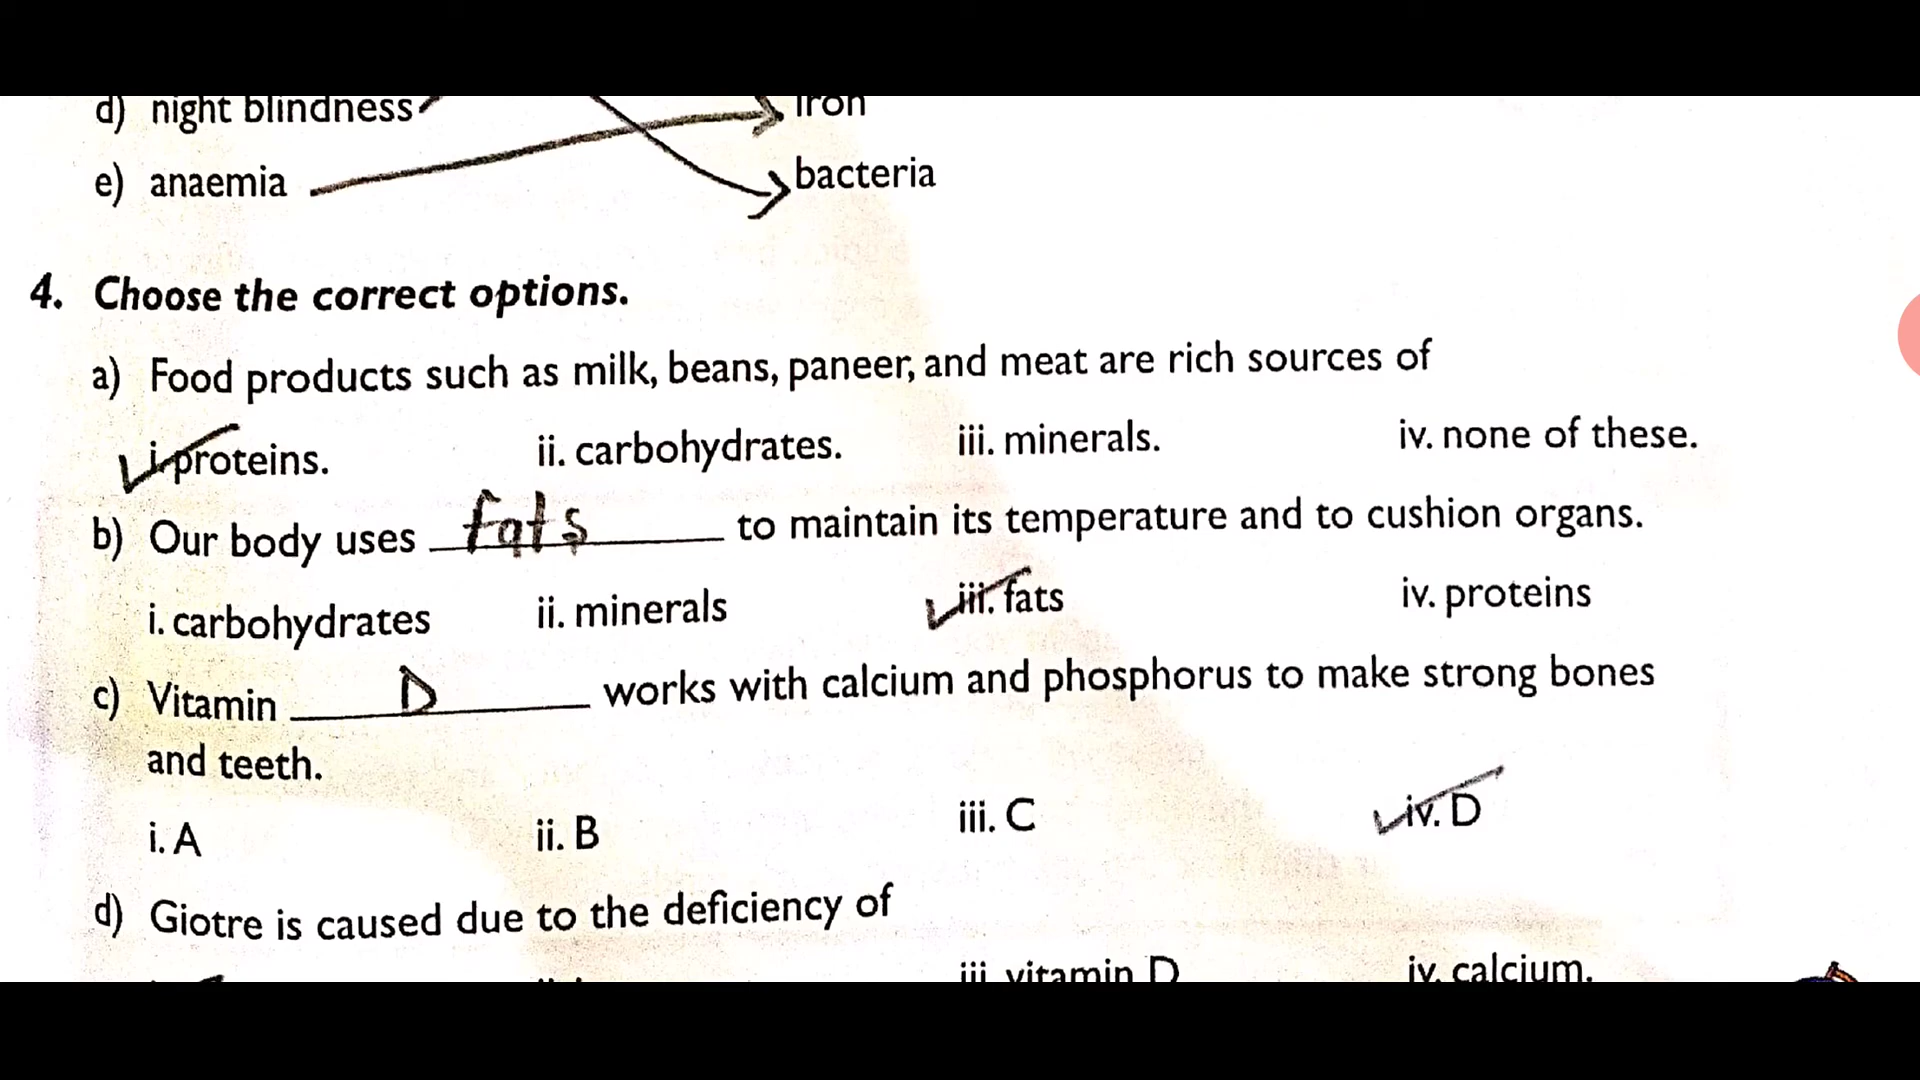 d) night blindness iron
e) anaemia bacteria
4. Choose the correct options.
a) Food products such as milk, beans, paneer, and meat are rich sources of
i. proteins. ii. carbohydrates. iii. minerals. iv. none of these.
b) Our body uses fats to maintain its temperature and to cushion organs.
i. carbohydrates ii. minerals iii. fats iv. proteins
c) Vitamin D works with calcium and phosphorus to make strong bones
and teeth.
i. A ii. B iii. C iv. D
d) Giotre is caused due to the deficiency of
iii vitamin D iv. calcium.